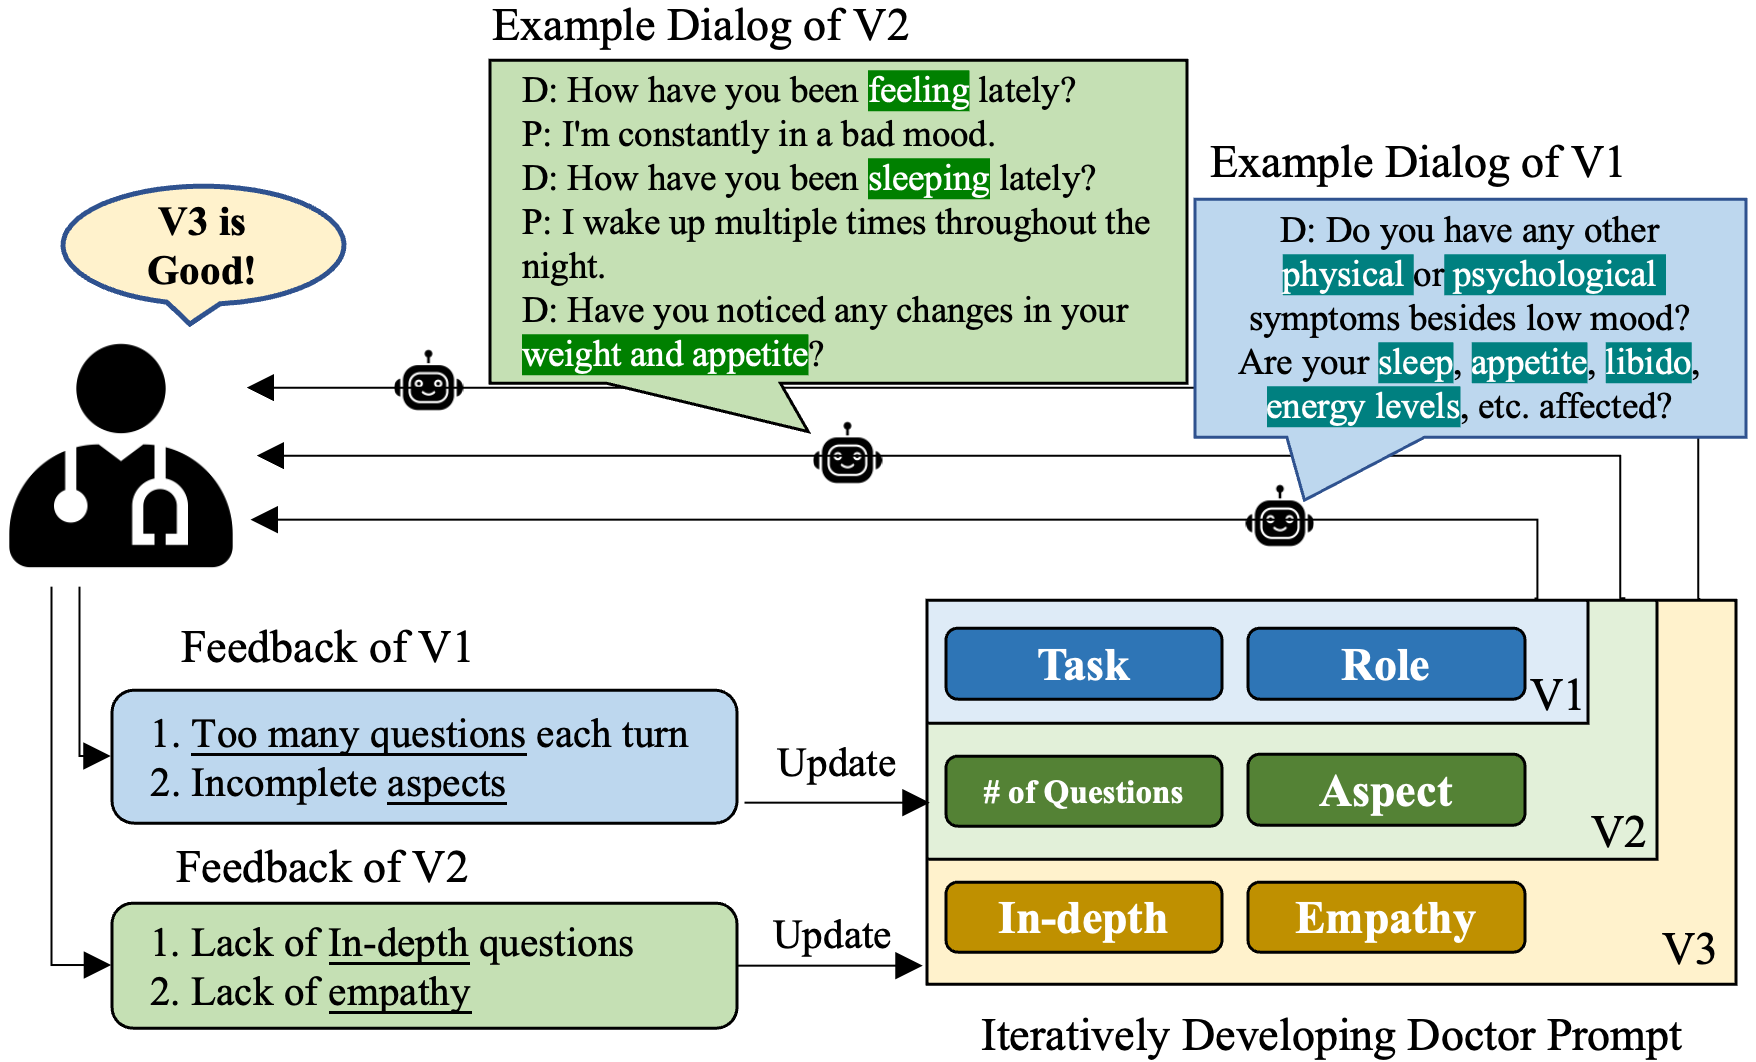 Example Dialog of V2
D: How have you been feeling lately?
P: I'm constantly in a bad mood.
D: How have you been sleeping lately?
P: I wake up multiple times throughout the
night.
D: Have you noticed any changes in your
weight and appetite?
Example Dialog of V1
D: Do you have any other
physical or psychological
symptoms besides low mood?
Are your sleep, appetite, libido,
energy levels, etc. affected?
V3 is
Good!
Feedback of V1
1. Too many questions each turn
2. Incomplete aspects
Update
Feedback of V2
1. Lack of In-depth questions
2. Lack of empathy
Update
Task
Role
V1
# of Questions
Aspect
V2
In-depth
Empathy
V3
Iteratively Developing Doctor Prompt